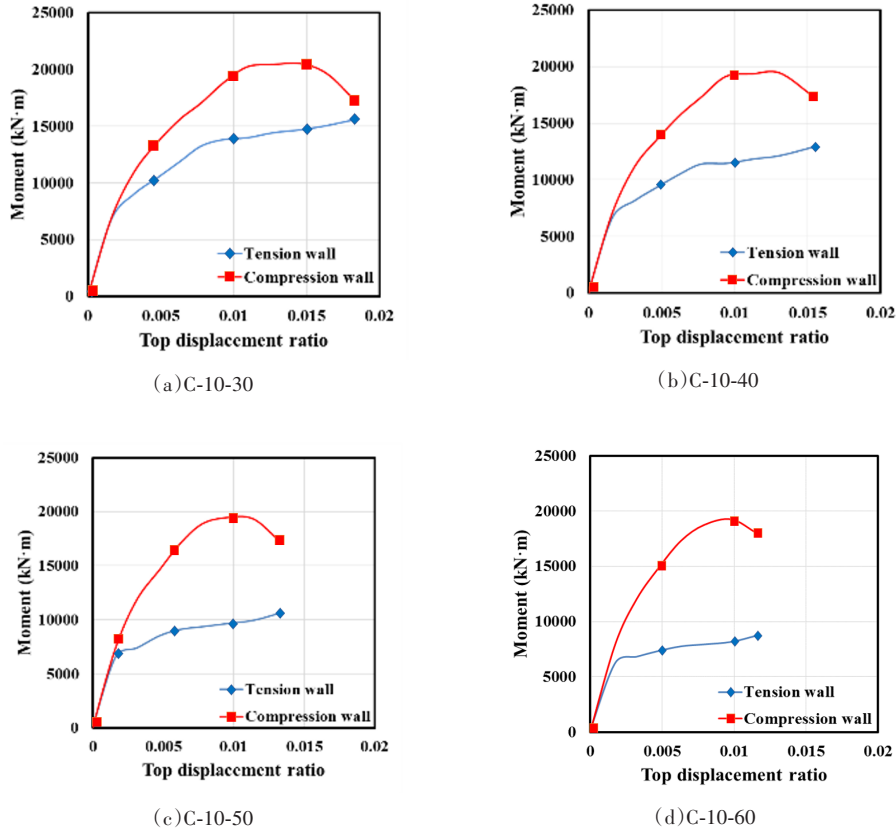 25000
20000
15000
10000
5000
0
Moment (kN·m)
Tension wall
Compression wall
0 0.005 0.01 0.015 0.02
Top displacement ratio
(a)C-10-30
25000
20000
15000
10000
5000
0
Moment (kN·m)
Tension wall
Compression wall
0 0.005 0.01 0.015 0.02
Top displacement ratio
(b)C-10-40
25000
20000
15000
10000
5000
0
Moment (kN·m)
Tension wall
Compression wall
0 0.005 0.01 0.015 0.02
Top displacement ratio
(c)C-10-50
25000
20000
15000
10000
5000
0
Moment (kN·m)
Tension wall
Compression wall
0 0.005 0.01 0.015 0.02
Top displacement ratio
(d)C-10-60